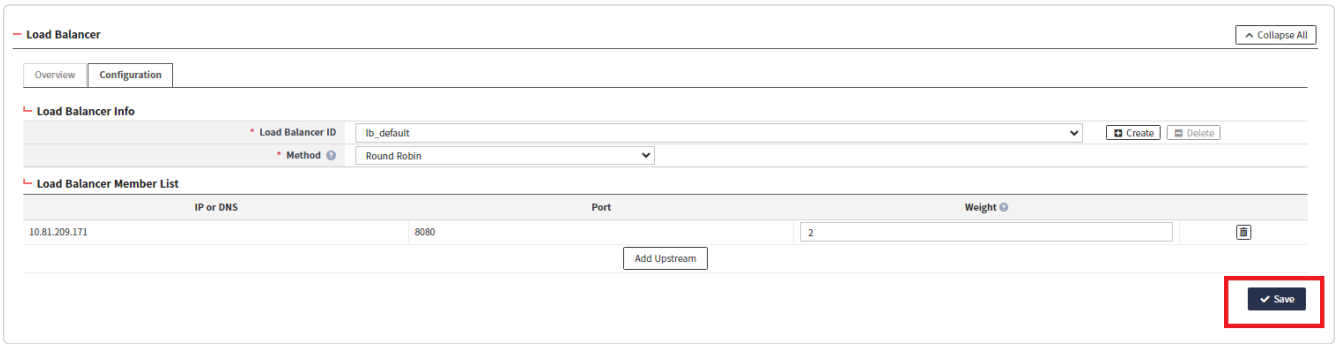 Load Balancer
Collapse All
Overview Configuration
Load Balancer Info
* Load Balancer ID lb_default Create Delete
* Method Round Robin
Load Balancer Member List
IP or DNS Port Weight
10.81.209.171 8080 2
Add Upstream
Save